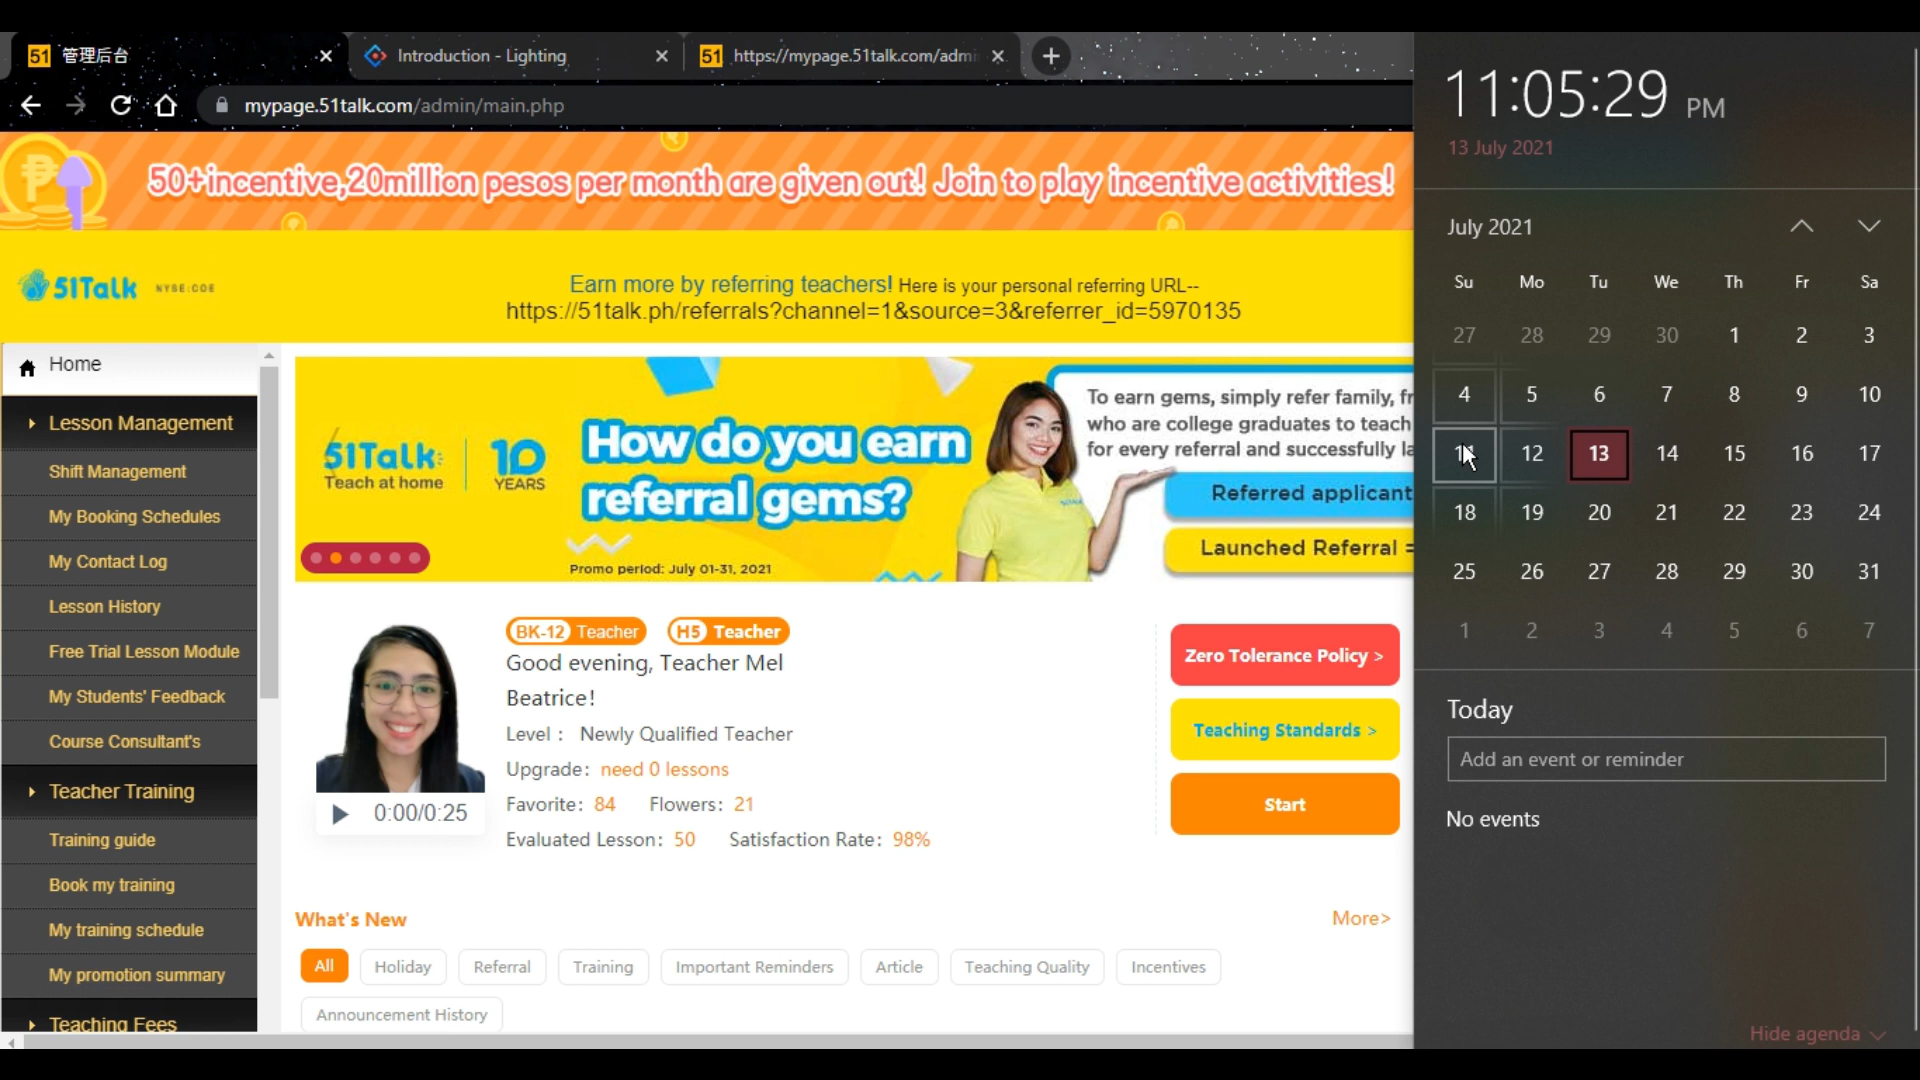 51 管理后台
Introduction - Lighting
51 https://mypage.51talk.com/admi
mypage.51talk.com/admin/main.php
50+incentive,20million pesos per month are given out! Join to play incentive activities!
51Talk NYSE:COE
Earn more by referring teachers! Here is your personal referring URL--
https://51talk.ph/referrals?channel=1&source=3&referrer_id=5970135
Home
Lesson Management
Shift Management
My Booking Schedules
My Contact Log
Lesson History
Free Trial Lesson Module
My Students' Feedback
Course Consultant's
Teacher Training
Training guide
Book my training
My training schedule
My promotion summary
Teaching Fees
51Talk
Teach at home
10
YEARS
How do you earn
referral gems?
Promo period: July 01-31, 2021
To earn gems, simply refer family, fr
who are college graduates to teach
for every referral and successfully la
Referred applicant
Launched Referral =
0:00/0:25
BK-12 Teacher H5 Teacher
Good evening, Teacher Mel
Beatrice!
Level : Newly Qualified Teacher
Upgrade: need 0 lessons
Favorite: 84 Flowers: 21
Evaluated Lesson: 50 Satisfaction Rate: 98%
Zero Tolerance Policy >
Teaching Standards >
Start
What's New
More>
All Holiday Referral Training Important Reminders Article Teaching Quality Incentives
Announcement History
11:05:29 PM
13 July 2021
July 2021
Su Mo Tu We Th Fr Sa
27 28 29 30 1 2 3
4 5 6 7 8 9 10
11 12 13 14 15 16 17
18 19 20 21 22 23 24
25 26 27 28 29 30 31
1 2 3 4 5 6 7
Today
Add an event or reminder
No events
Hide agenda